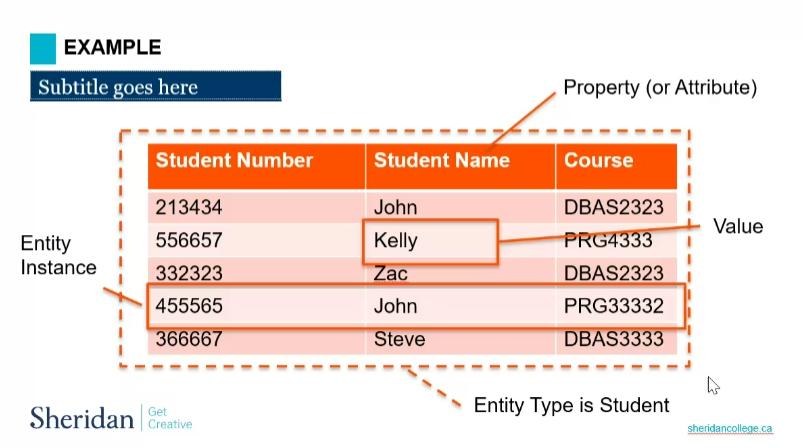 EXAMPLE
Subtitle goes here
Property (or Attribute)
Student Number Student Name Course
213434 John DBAS2323
556657 Kelly PRG4333
332323 Zac DBAS2323
455565 John PRG33332
366667 Steve DBAS3333
Value
Entity
Instance
Entity Type is Student
Sheridan
Get
Creative
sheridancollege.ca